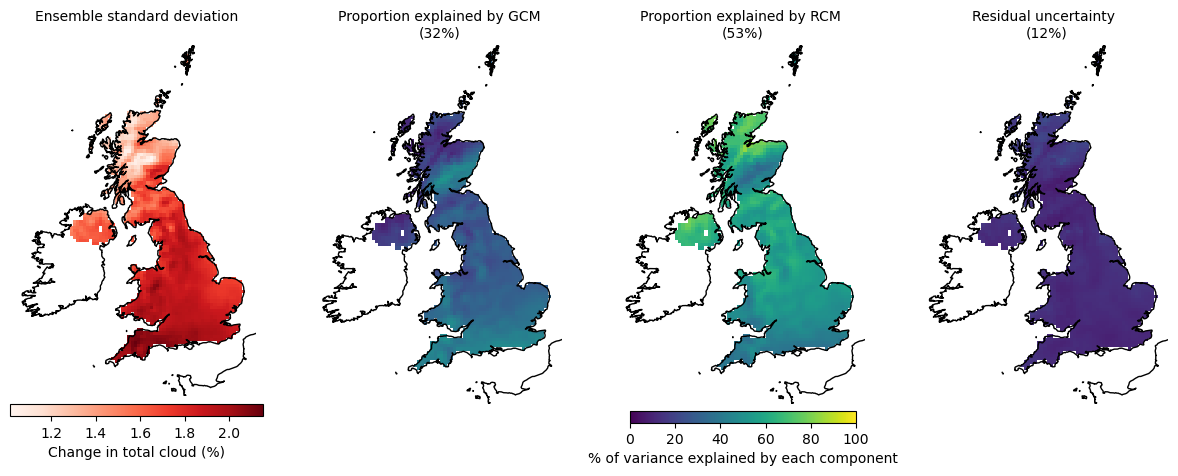 Ensemble standard deviation
Proportion explained by GCM
(32%)
Proportion explained by RCM
(53%)
Residual uncertainty
(12%)
1.2 1.4 1.6 1.8 2.0
Change in total cloud (%)
0 20 40 60 80 100
% of variance explained by each component